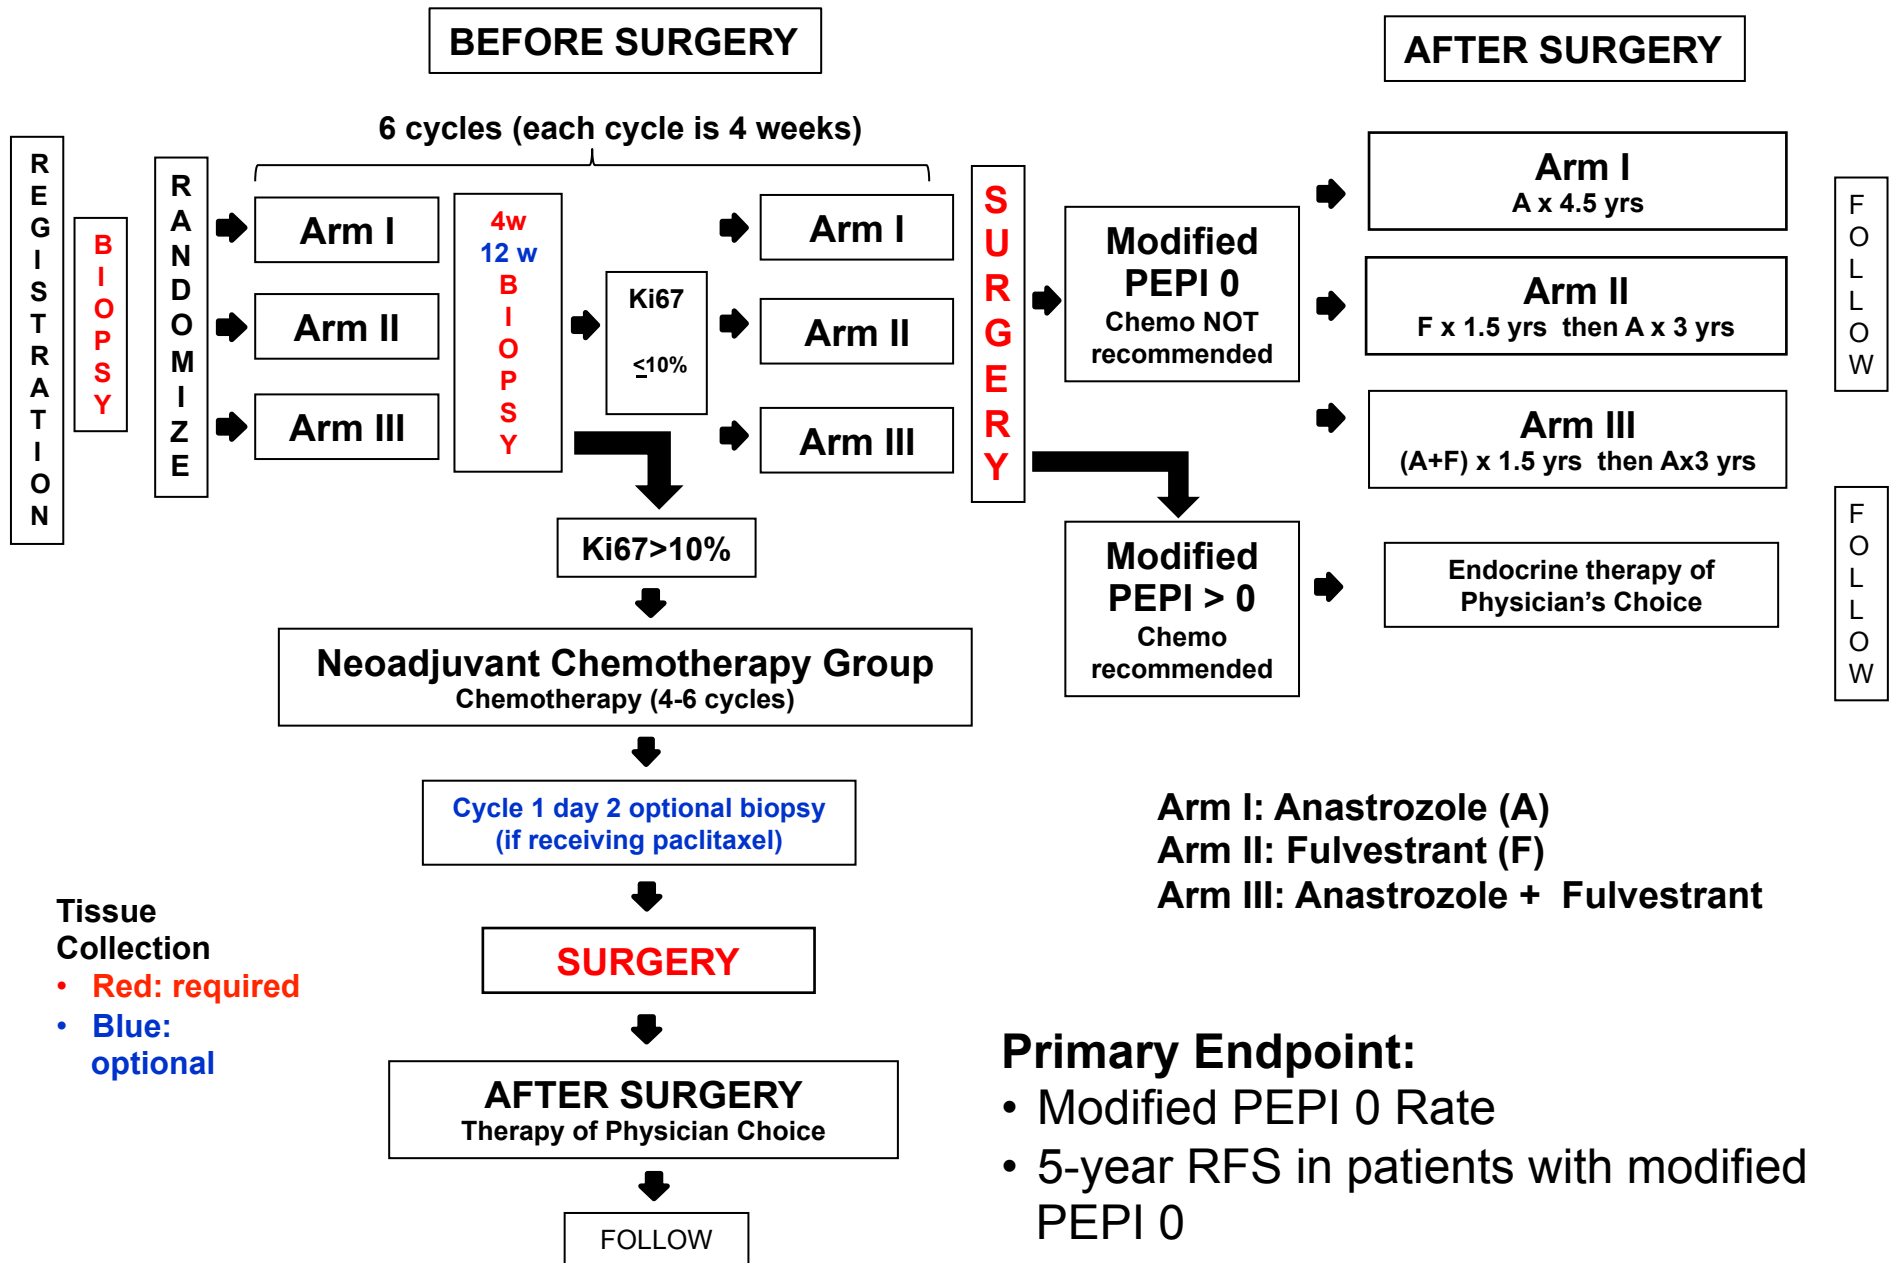 BEFORE SURGERY
AFTER SURGERY
6 cycles (each cycle is 4 weeks)
REGISTRATION
BIOPSY
RANDOMIZE
Arm I
Arm II
Arm III
4w
12 w
BIOPSY
Ki67
≤10%
Arm I
Arm II
Arm III
SURGERY
Modified
PEPI 0
Chemo NOT
recommended
Arm I
A x 4.5 yrs
Arm II
F x 1.5 yrs then A x 3 yrs
Arm III
(A+F) x 1.5 yrs then Ax3 yrs
FOLLOW
Ki67>10%
Modified
PEPI > 0
Chemo
recommended
Endocrine therapy of
Physician's Choice
FOLLOW
Neoadjuvant Chemotherapy Group
Chemotherapy (4-6 cycles)
Cycle 1 day 2 optional biopsy
(if receiving paclitaxel)
SURGERY
AFTER SURGERY
Therapy of Physician Choice
FOLLOW
Arm I: Anastrozole (A)
Arm II: Fulvestrant (F)
Arm III: Anastrozole + Fulvestrant
Tissue
Collection
• Red: required
• Blue:
optional
Primary Endpoint:
• Modified PEPI 0 Rate
• 5-year RFS in patients with modified
PEPI 0